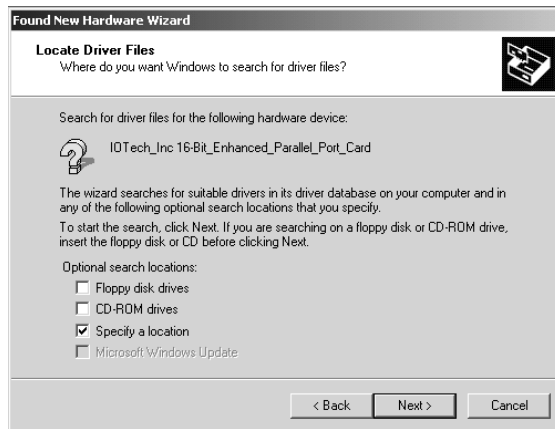 Found New Hardware Wizard
Locate Driver Files
Where do you want Windows to search for driver files?
Search for driver files for the following hardware device:
IOTech_Inc 16-Bit_Enhanced_Parallel_Port_Card
The wizard searches for suitable drivers in its driver database on your computer and in
any of the following optional search locations that you specify.
To start the search, click Next. If you are searching on a floppy disk or CD-ROM drive,
insert the floppy disk or CD before clicking Next.
Optional search locations:
Floppy disk drives
CD-ROM drives
Specify a location
Microsoft Windows Update
< Back Next > Cancel